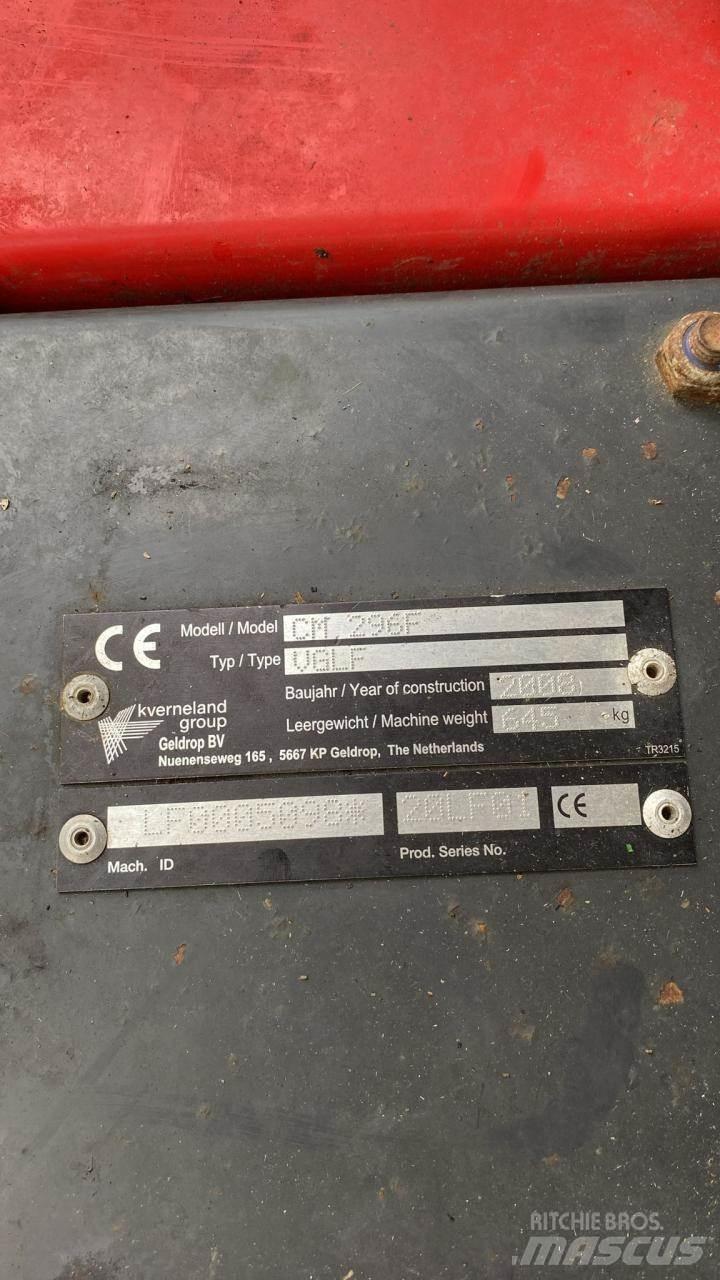 CE
Modell / Model CM 296F
Typ / Type VGLF
Baujahr / Year of construction 2008
Leergewicht / Machine weight 645 kg
kverneland
group
Geldrop BV
Nuenenseweg 165 , 5667 KP Geldrop, The Netherlands
TR3215
LF0005098* 20LF01 CE
Mach. ID Prod. Series No.
RITCHIE BROS.
MASCUS